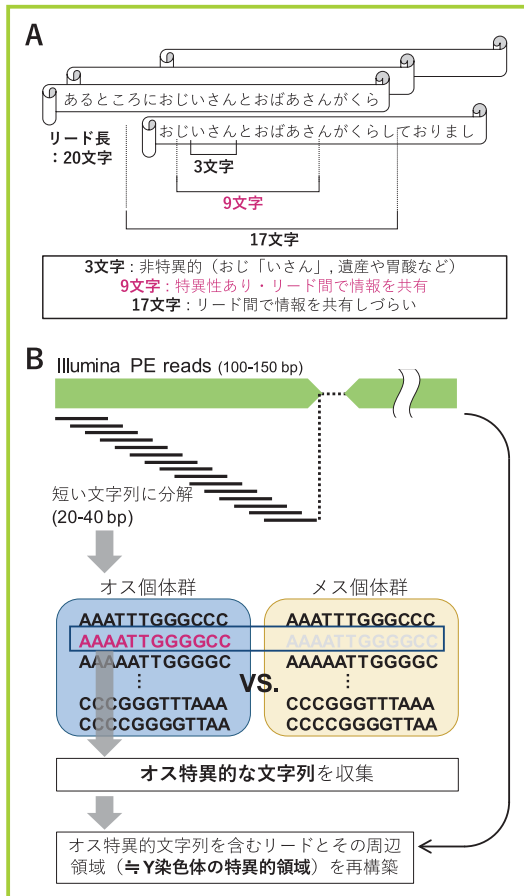 A
あるところにおじいさんとおばあさんがくら
おじいさんとおばあさんがくらしておりまし
リード長
：20文字
3文字
9文字
17文字
3文字：非特異的（おじ「いさん」, 遺産や胃酸など）
9文字：特異性あり・リード間で情報を共有
17文字：リード間で情報を共有しづらい
B
Illumina PE reads (100-150 bp)
短い文字列に分解
(20-40 bp)
オス個体群
メス個体群
AAATTTGGGCCC
AAATTTGGGCCC
AAAATTGGGGCC
AAAATTGGGGCC
AAAAATTGGGGC
AAAAATTGGGGC
⋮
VS.
⋮
CCCGGGTTTAAA
CCCGGGTTTAAA
CCCCGGGGTTAA
CCCCGGGGTTAA
オス特異的な文字列を収集
オス特異的文字列を含むリードとその周辺
領域（≒Y染色体の特異的領域）を再構築